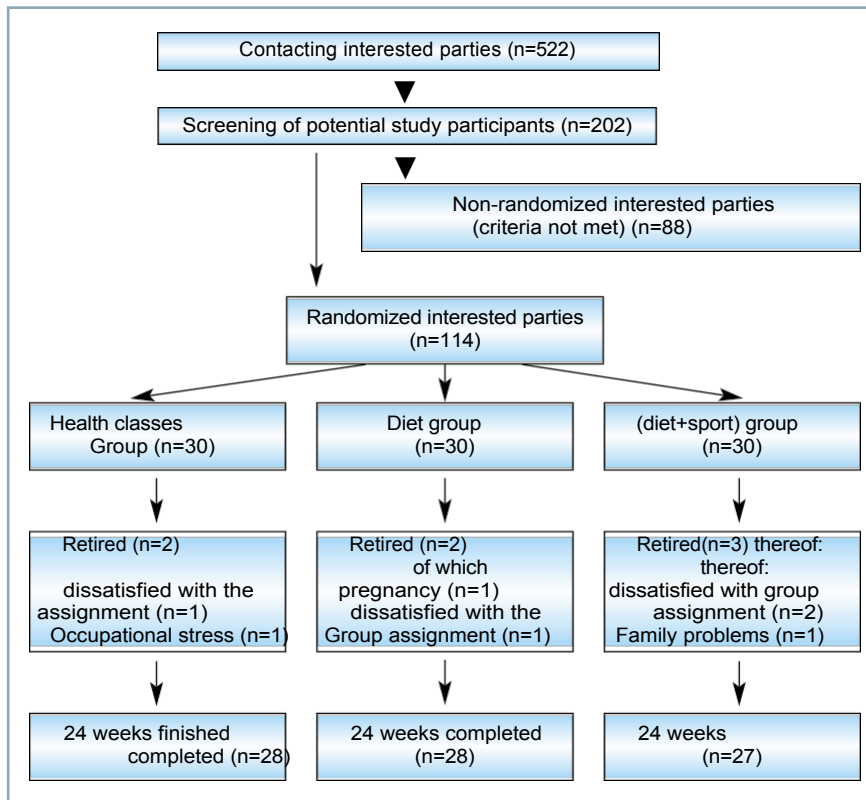 Contacting interested parties (n=522)
Screening of potential study participants (n=202)
Non-randomized interested parties
(criteria not met) (n=88)
Randomized interested parties
(n=114)
Health classes
Group (n=30)
Diet group
(n=30)
(diet+sport) group
(n=30)
Retired (n=2)
dissatisfied with the
assignment (n=1)
Occupational stress (n=1)
Retired (n=2)
of which
pregnancy (n=1)
dissatisfied with the
Group assignment (n=1)
Retired(n=3) thereof:
thereof:
dissatisfied with group
assignment (n=2)
Family problems (n=1)
24 weeks finished
completed (n=28)
24 weeks completed
(n=28)
24 weeks
(n=27)